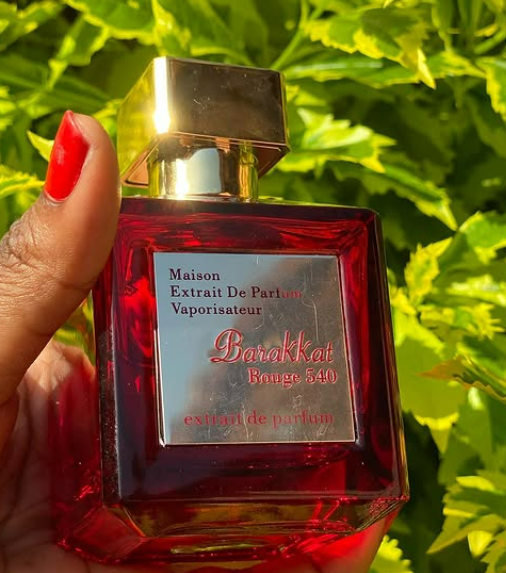 Maison
Extrait De Parfum
Vaporisateur
Barakkat
Rouge 540
extrait de parfum